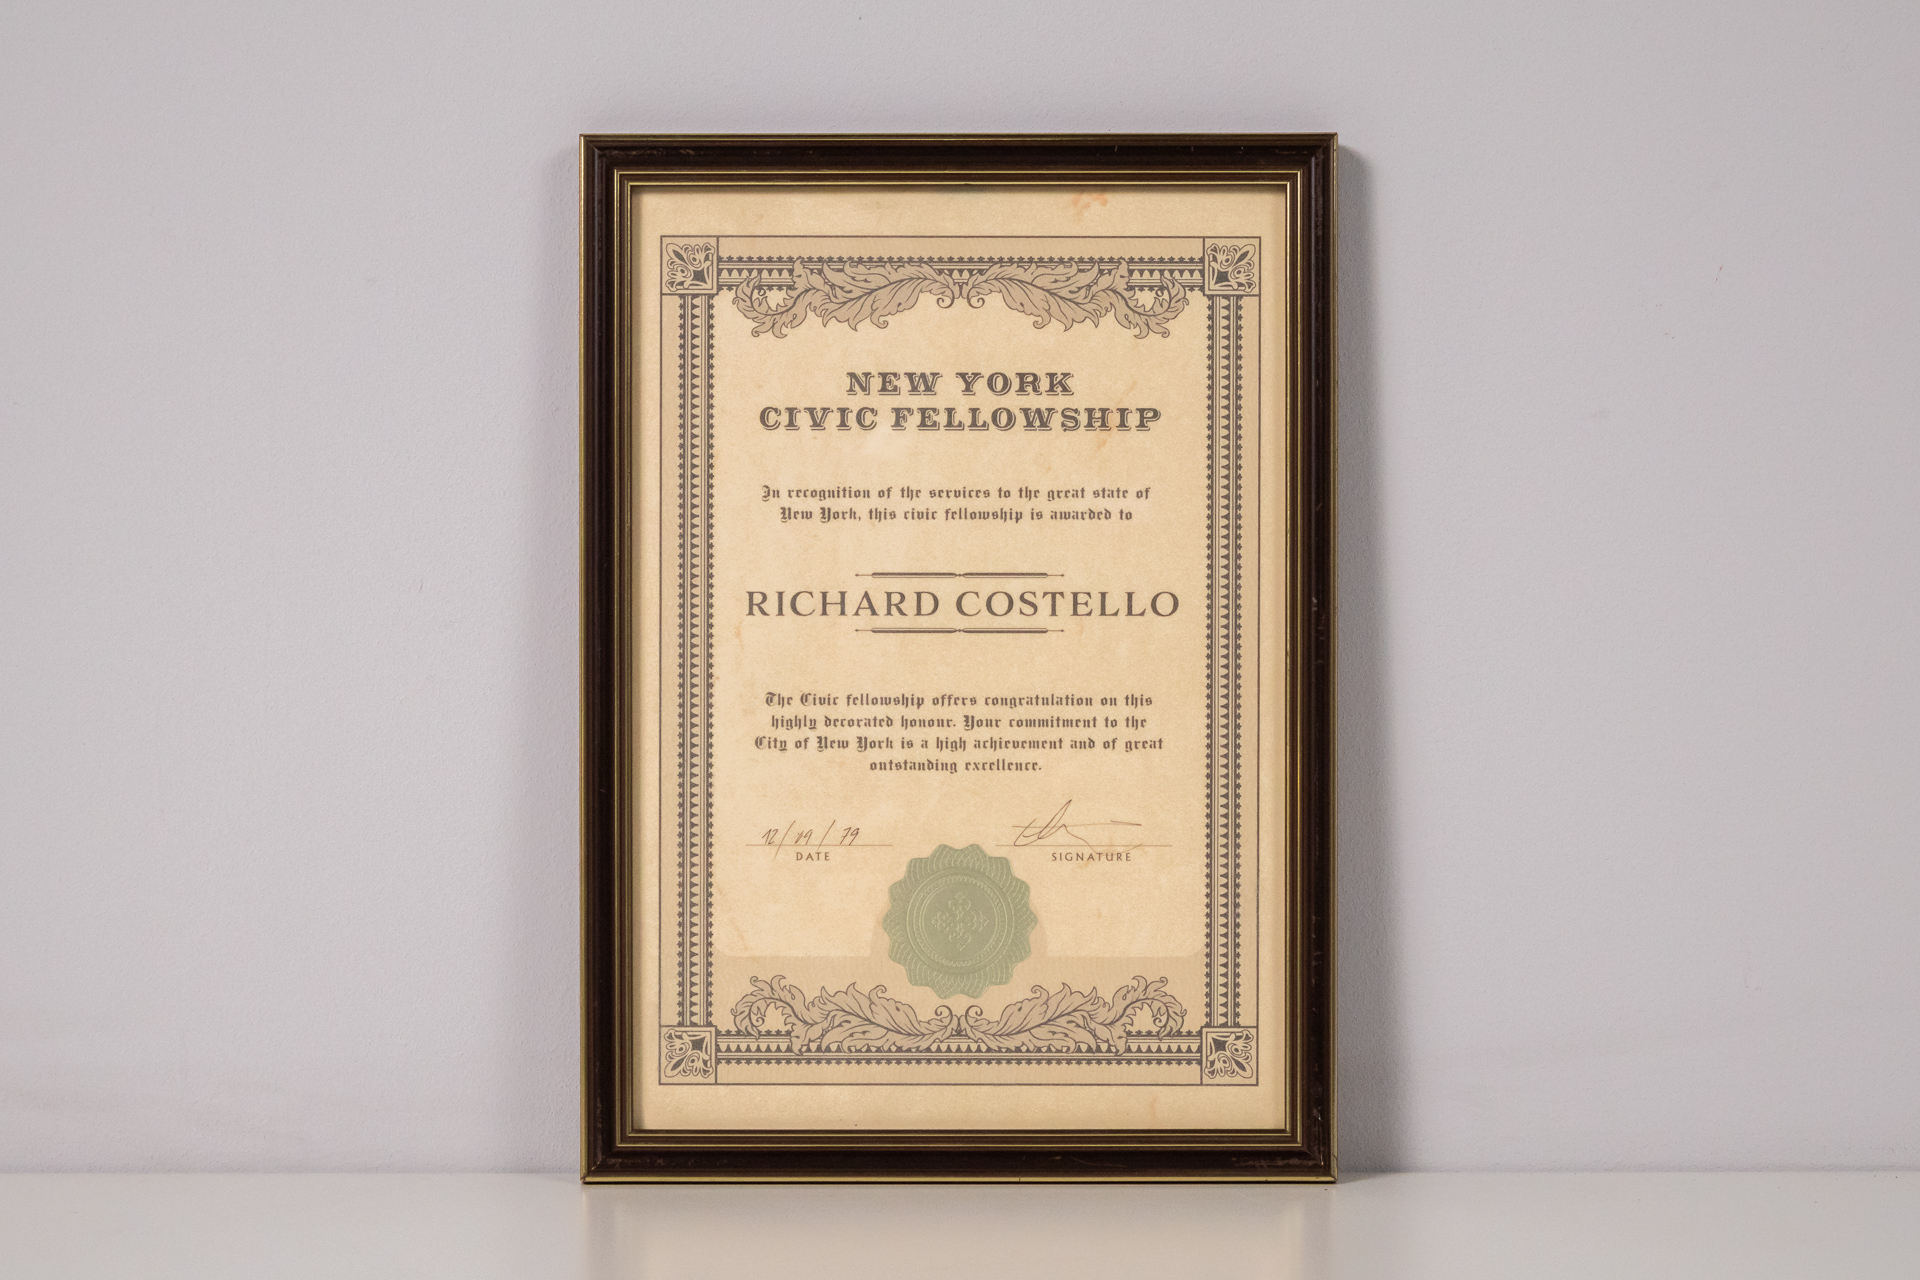 NEW YORK
CIVIC FELLOWSHIP
In recognition of the services to the great state of
New York, this civic fellowship is awarded to
RICHARD COSTELLO
The Civic fellowship offers congratulation on this
highly decorated honour. Your commitment to the
City of New York is a high achievement and of great
outstanding excellence.
12/09/79
DATE
SIGNATURE